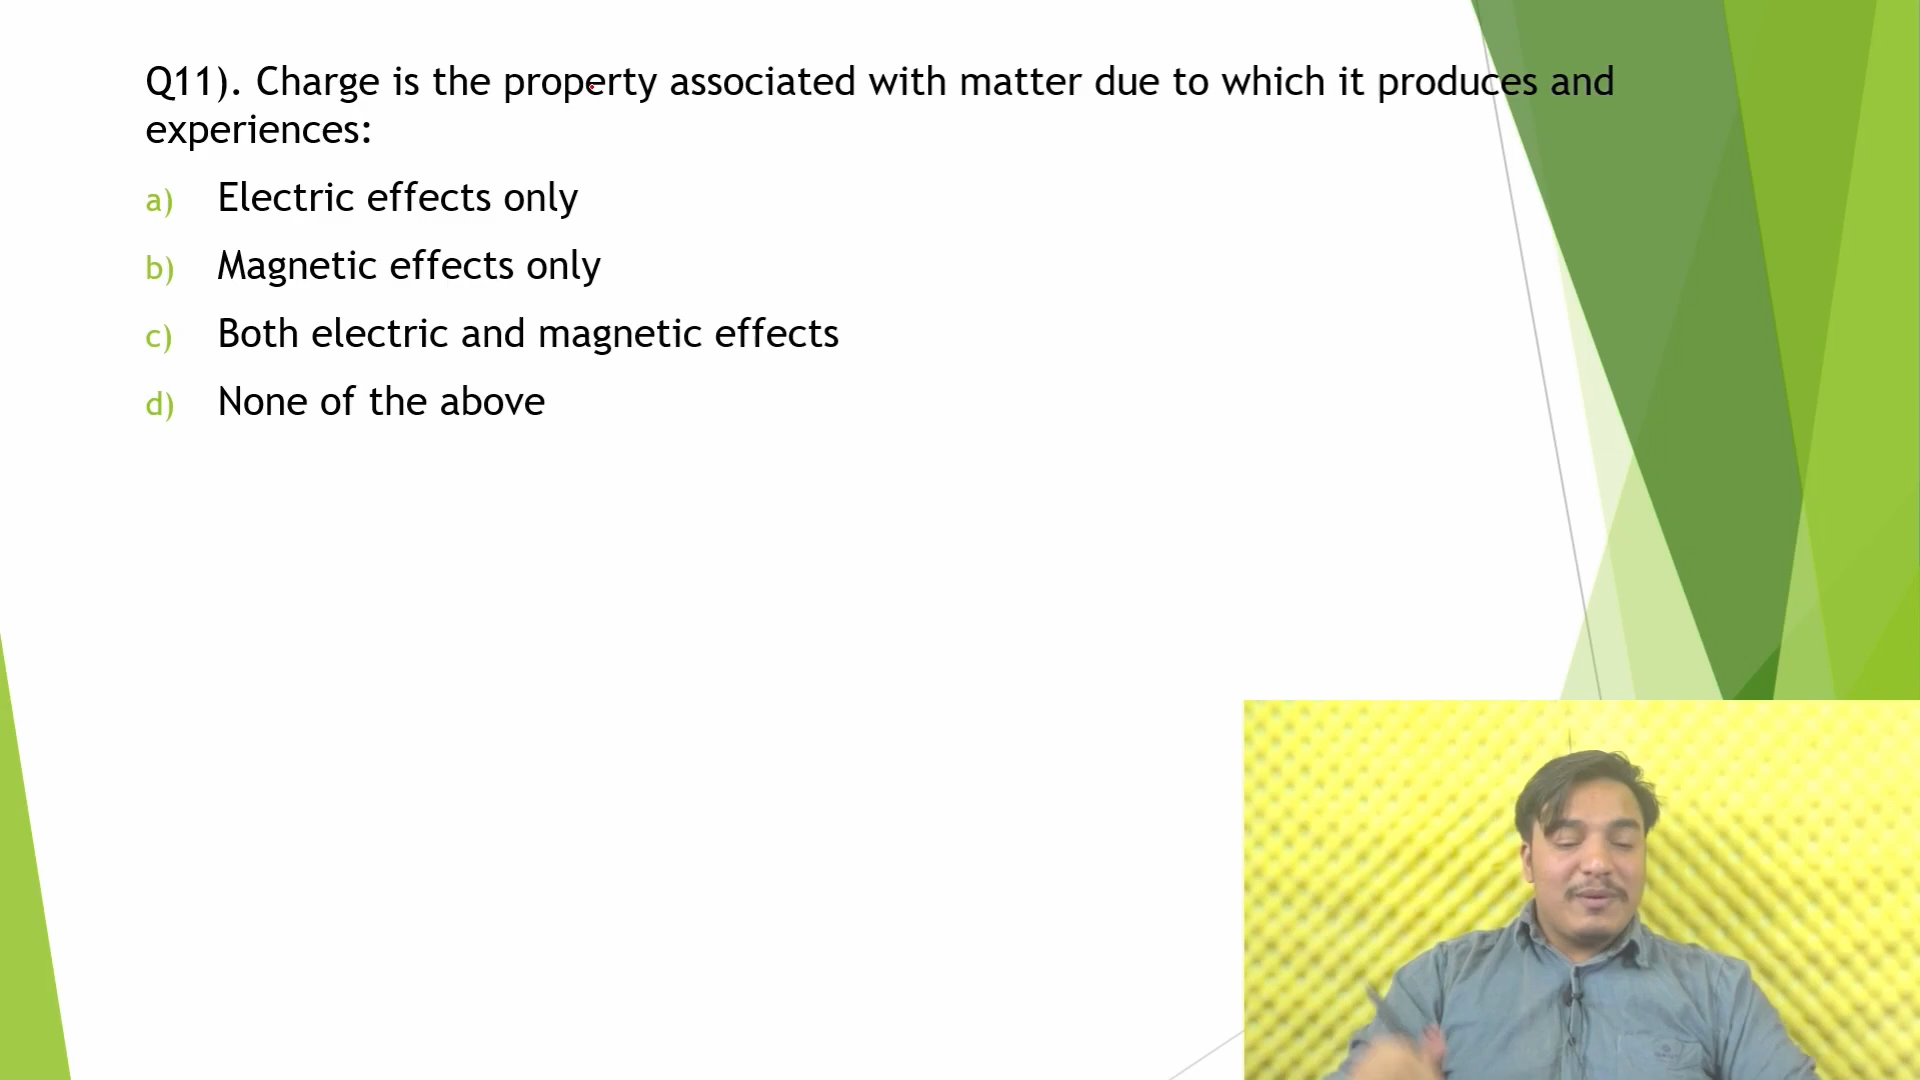 Q11). Charge is the property associated with matter due to which it produces and
experiences:
a) Electric effects only
b) Magnetic effects only
c) Both electric and magnetic effects
d) None of the above